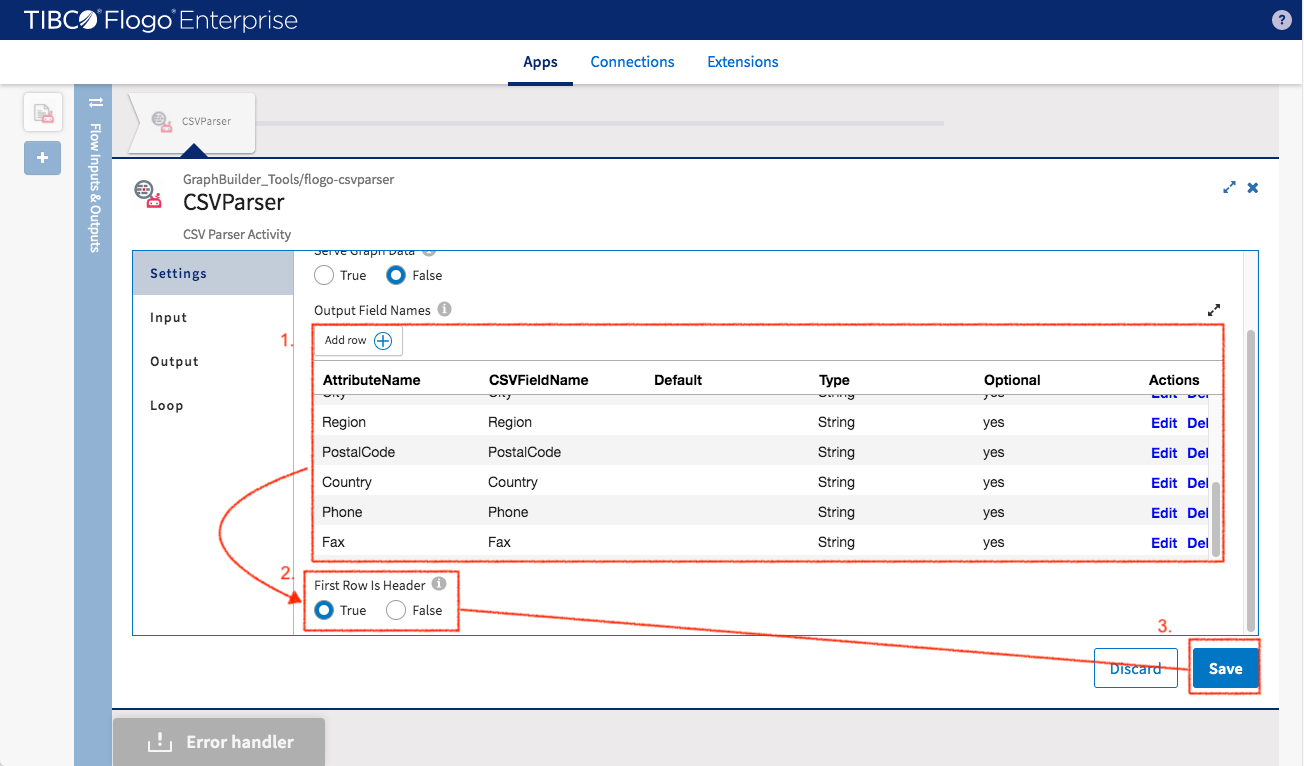 TIBCO® Flogo® Enterprise
?
Apps Connections Extensions
CSVParser
Flow Inputs & Outputs
GraphBuilder_Tools/flogo-csvparser
CSVParser
CSV Parser Activity
Settings
Input
Output
Loop
Serve Graph Data
True False
Output Field Names
1.
Add row
AttributeName CSVFieldName Default Type Optional Actions
City City String yes Edit Del
Region Region String yes Edit Del
PostalCode PostalCode String yes Edit Del
Country Country String yes Edit Del
Phone Phone String yes Edit Del
Fax Fax String yes Edit Del
2.
First Row Is Header
True False
3.
Discard Save
Error handler